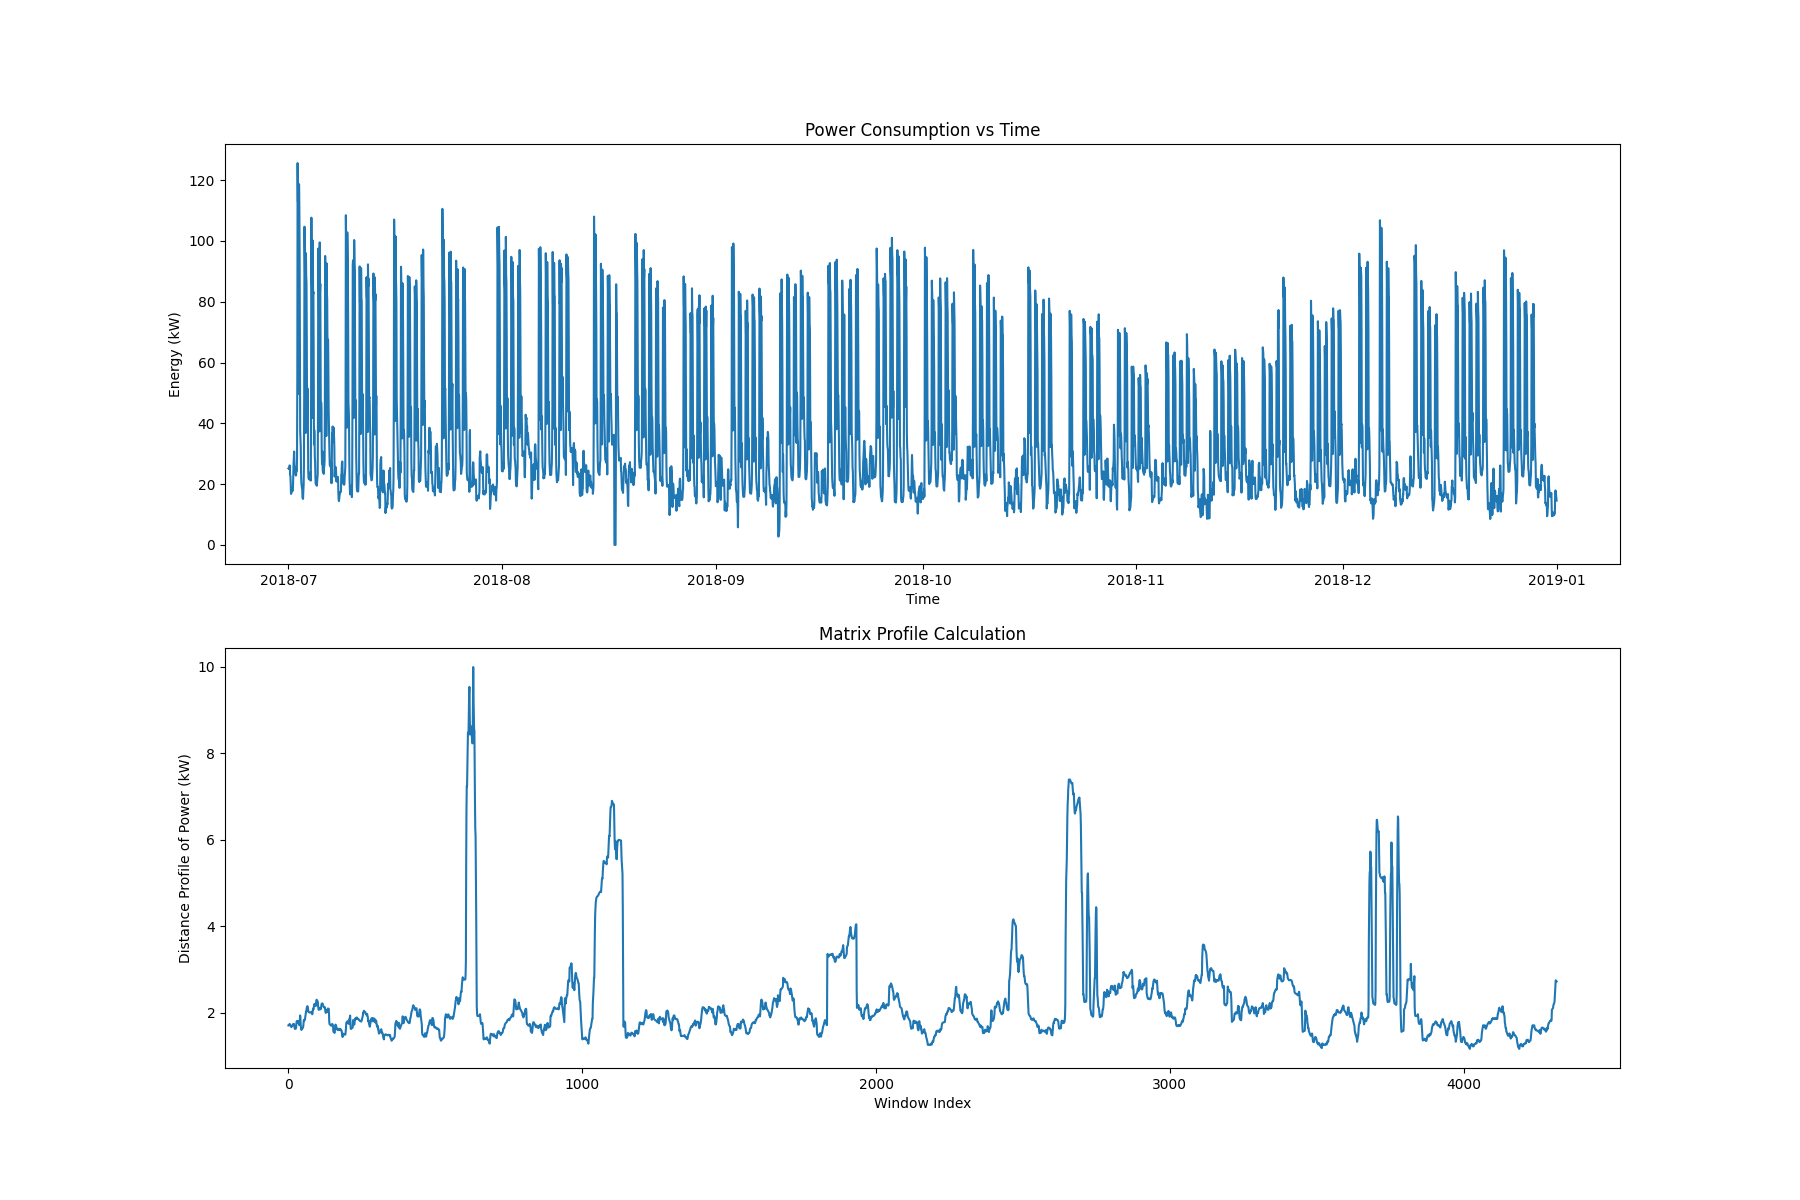 Power Consumption vs Time
Energy (kW)
120
100
80
60
40
20
0
2018-07 2018-08 2018-09 2018-10 2018-11 2018-12 2019-01
Time
Matrix Profile Calculation
Distance Profile of Power (kW)
10
8
6
4
2
0 1000 2000 3000 4000
Window Index